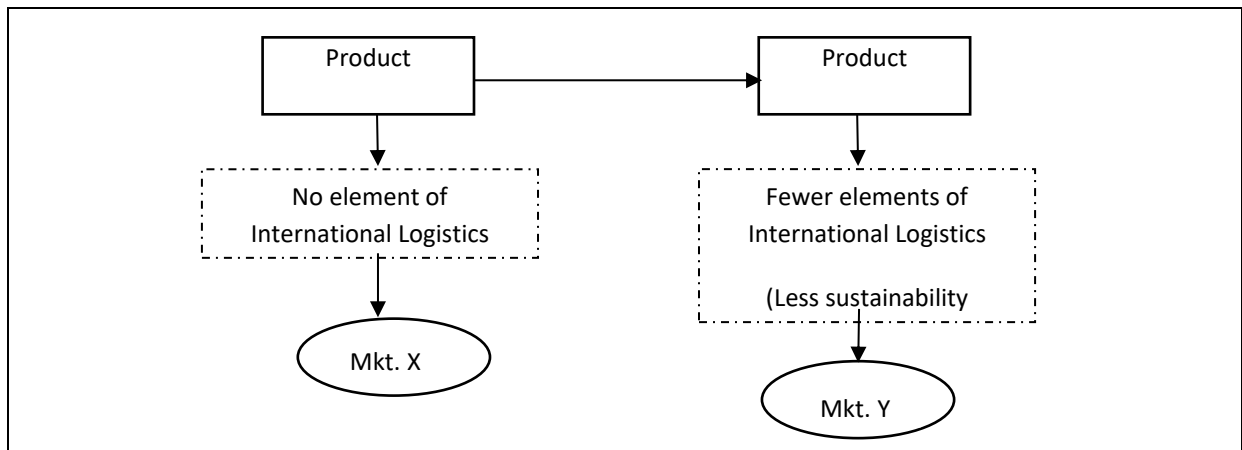 Product
Product
No element of
International Logistics
Fewer elements of
International Logistics
(Less sustainability
Mkt. X
Mkt. Y